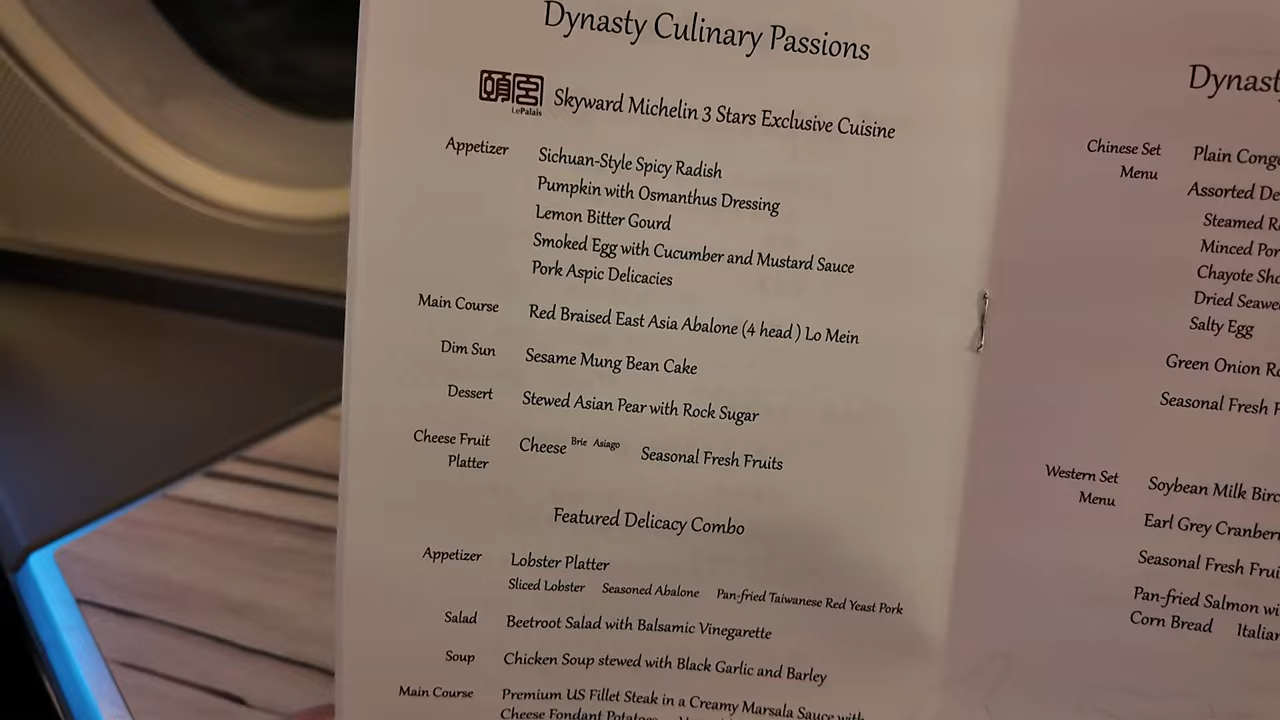 Dynasty Culinary Passions
頤宮
LePalais
Skyward Michelin 3 Stars Exclusive Cuisine
Appetizer Sichuan-Style Spicy Radish
Pumpkin with Osmanthus Dressing
Lemon Bitter Gourd
Smoked Egg with Cucumber and Mustard Sauce
Pork Aspic Delicacies
Main Course Red Braised East Asia Abalone (4 head ) Lo Mein
Dim Sun Sesame Mung Bean Cake
Dessert Stewed Asian Pear with Rock Sugar
Cheese Fruit Platter Cheese Brie Asiago Seasonal Fresh Fruits
Featured Delicacy Combo
Appetizer Lobster Platter
Sliced Lobster Seasoned Abalone Pan-fried Taiwanese Red Yeast Pork
Salad Beetroot Salad with Balsamic Vinegarette
Soup Chicken Soup stewed with Black Garlic and Barley
Main Course Premium US Fillet Steak in a Creamy Marsala Sauce with
Cheese Fondant Potatoes
Dynast
Chinese Set Menu Plain Cong
Assorted De
Steamed R
Minced Por
Chayote Sho
Dried Seawe
Salty Egg
Green Onion R
Seasonal Fresh F
Western Set Menu Soybean Milk Birc
Earl Grey Cranber
Seasonal Fresh Frui
Pan-fried Salmon wi
Corn Bread Italian